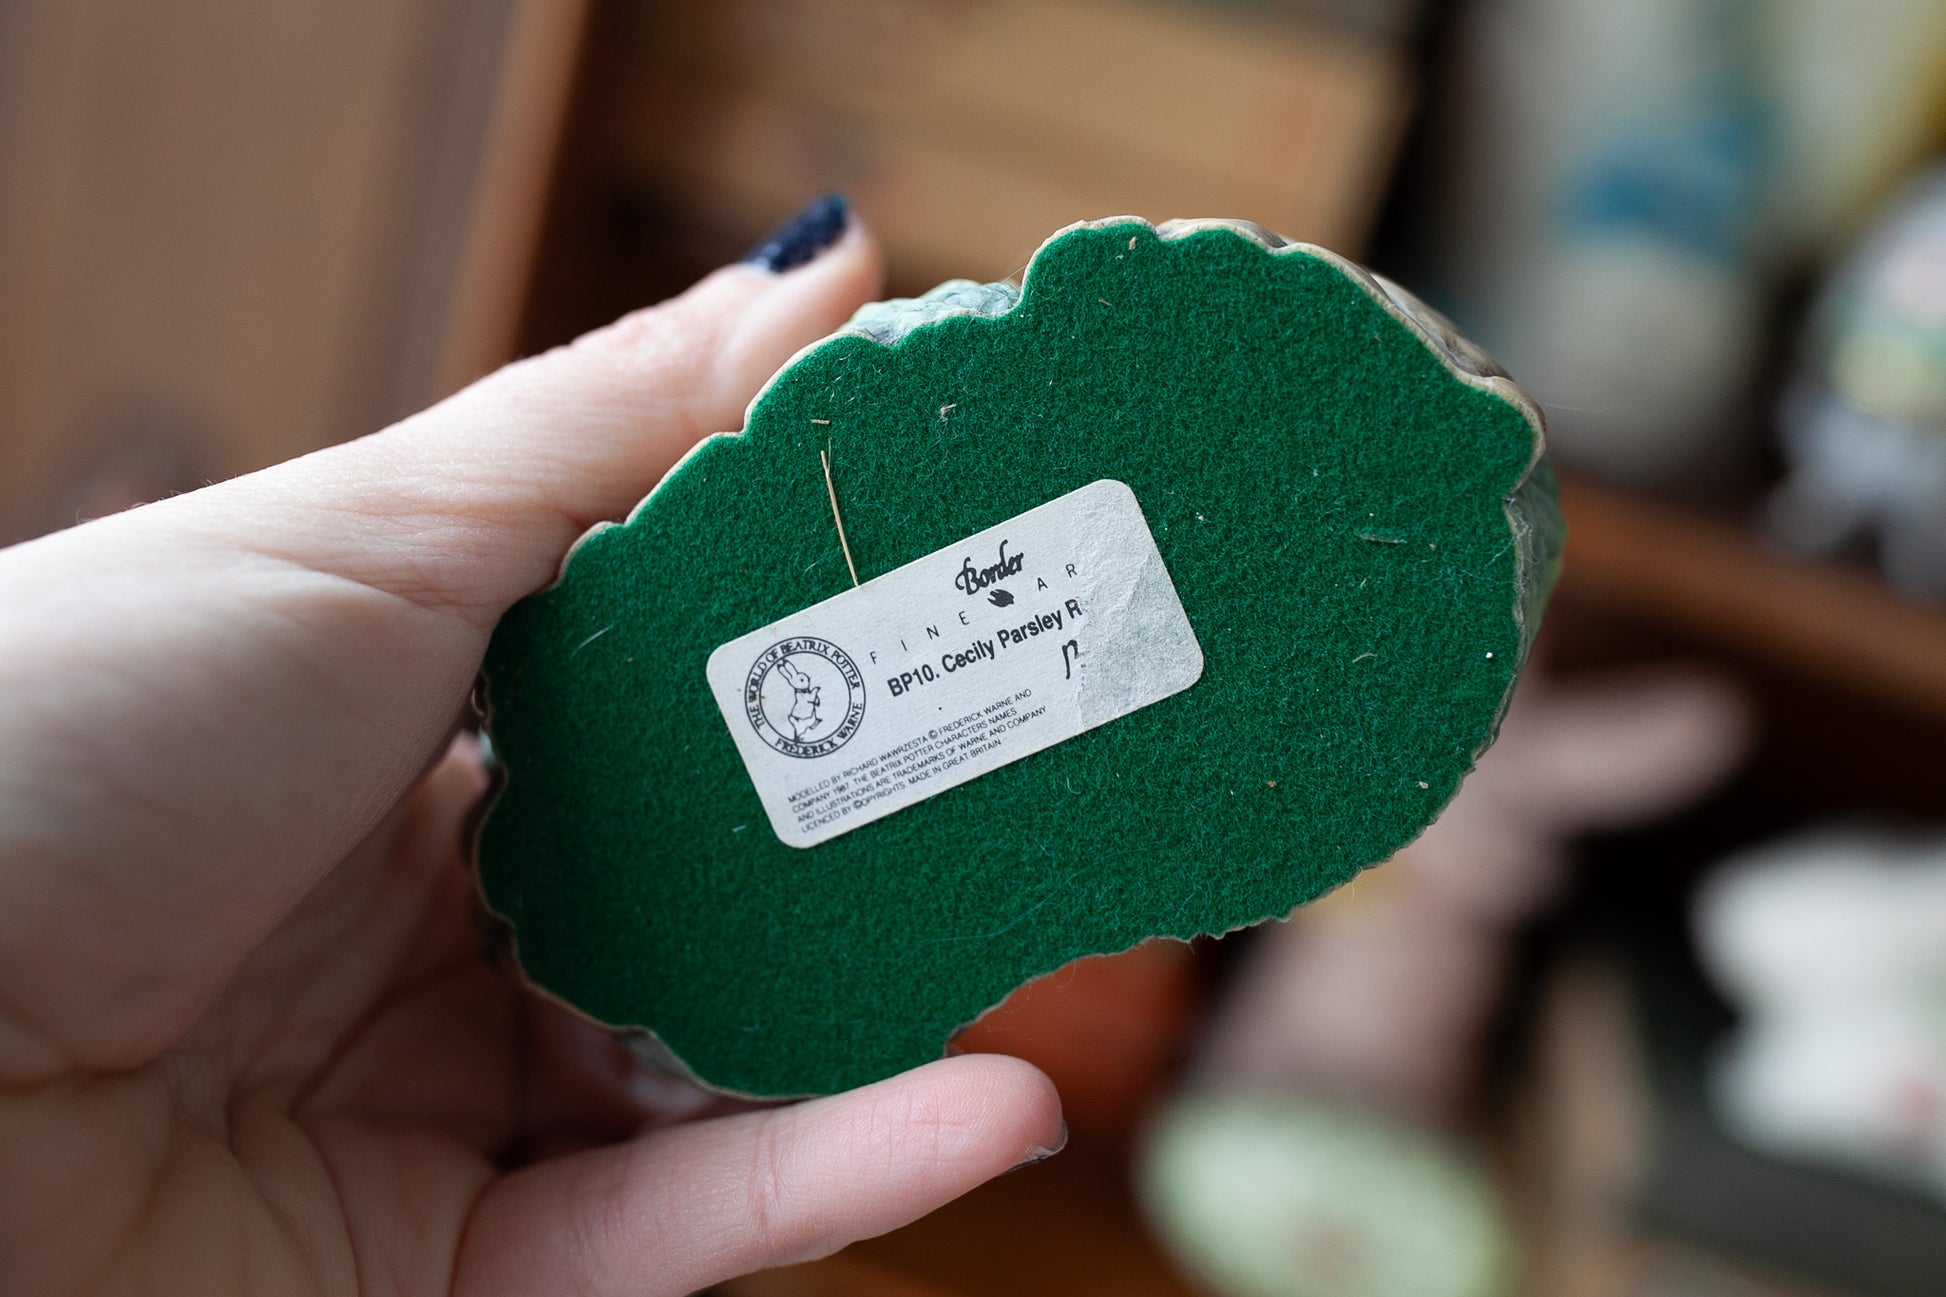 THE WORLD OF BEATRIX POTTER
FREDERICK WARNE
Border
FINE AR
BP10. Cecily Parsley R
MODELLED BY RICHARD WAWRZESTA © FREDERICK WARNE AND
COMPANY 1987. THE BEATRIX POTTER CHARACTERS NAMES
AND ILLUSTRATIONS ARE TRADEMARKS OF WARNE AND COMPANY
LICENCED BY ©OPYRIGHTS. MADE IN GREAT BRITAIN